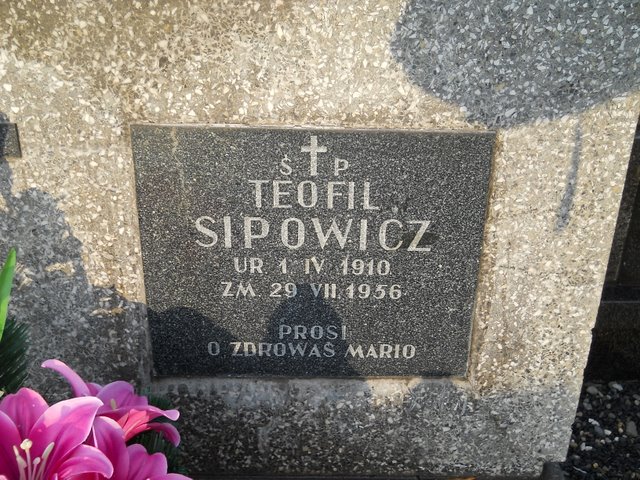 Ś P
TEOFIL
SIPOWICZ
UR 1 IV 1910
ZM 29 VII 1956
PROSI
O ZDROWAŚ MARIO